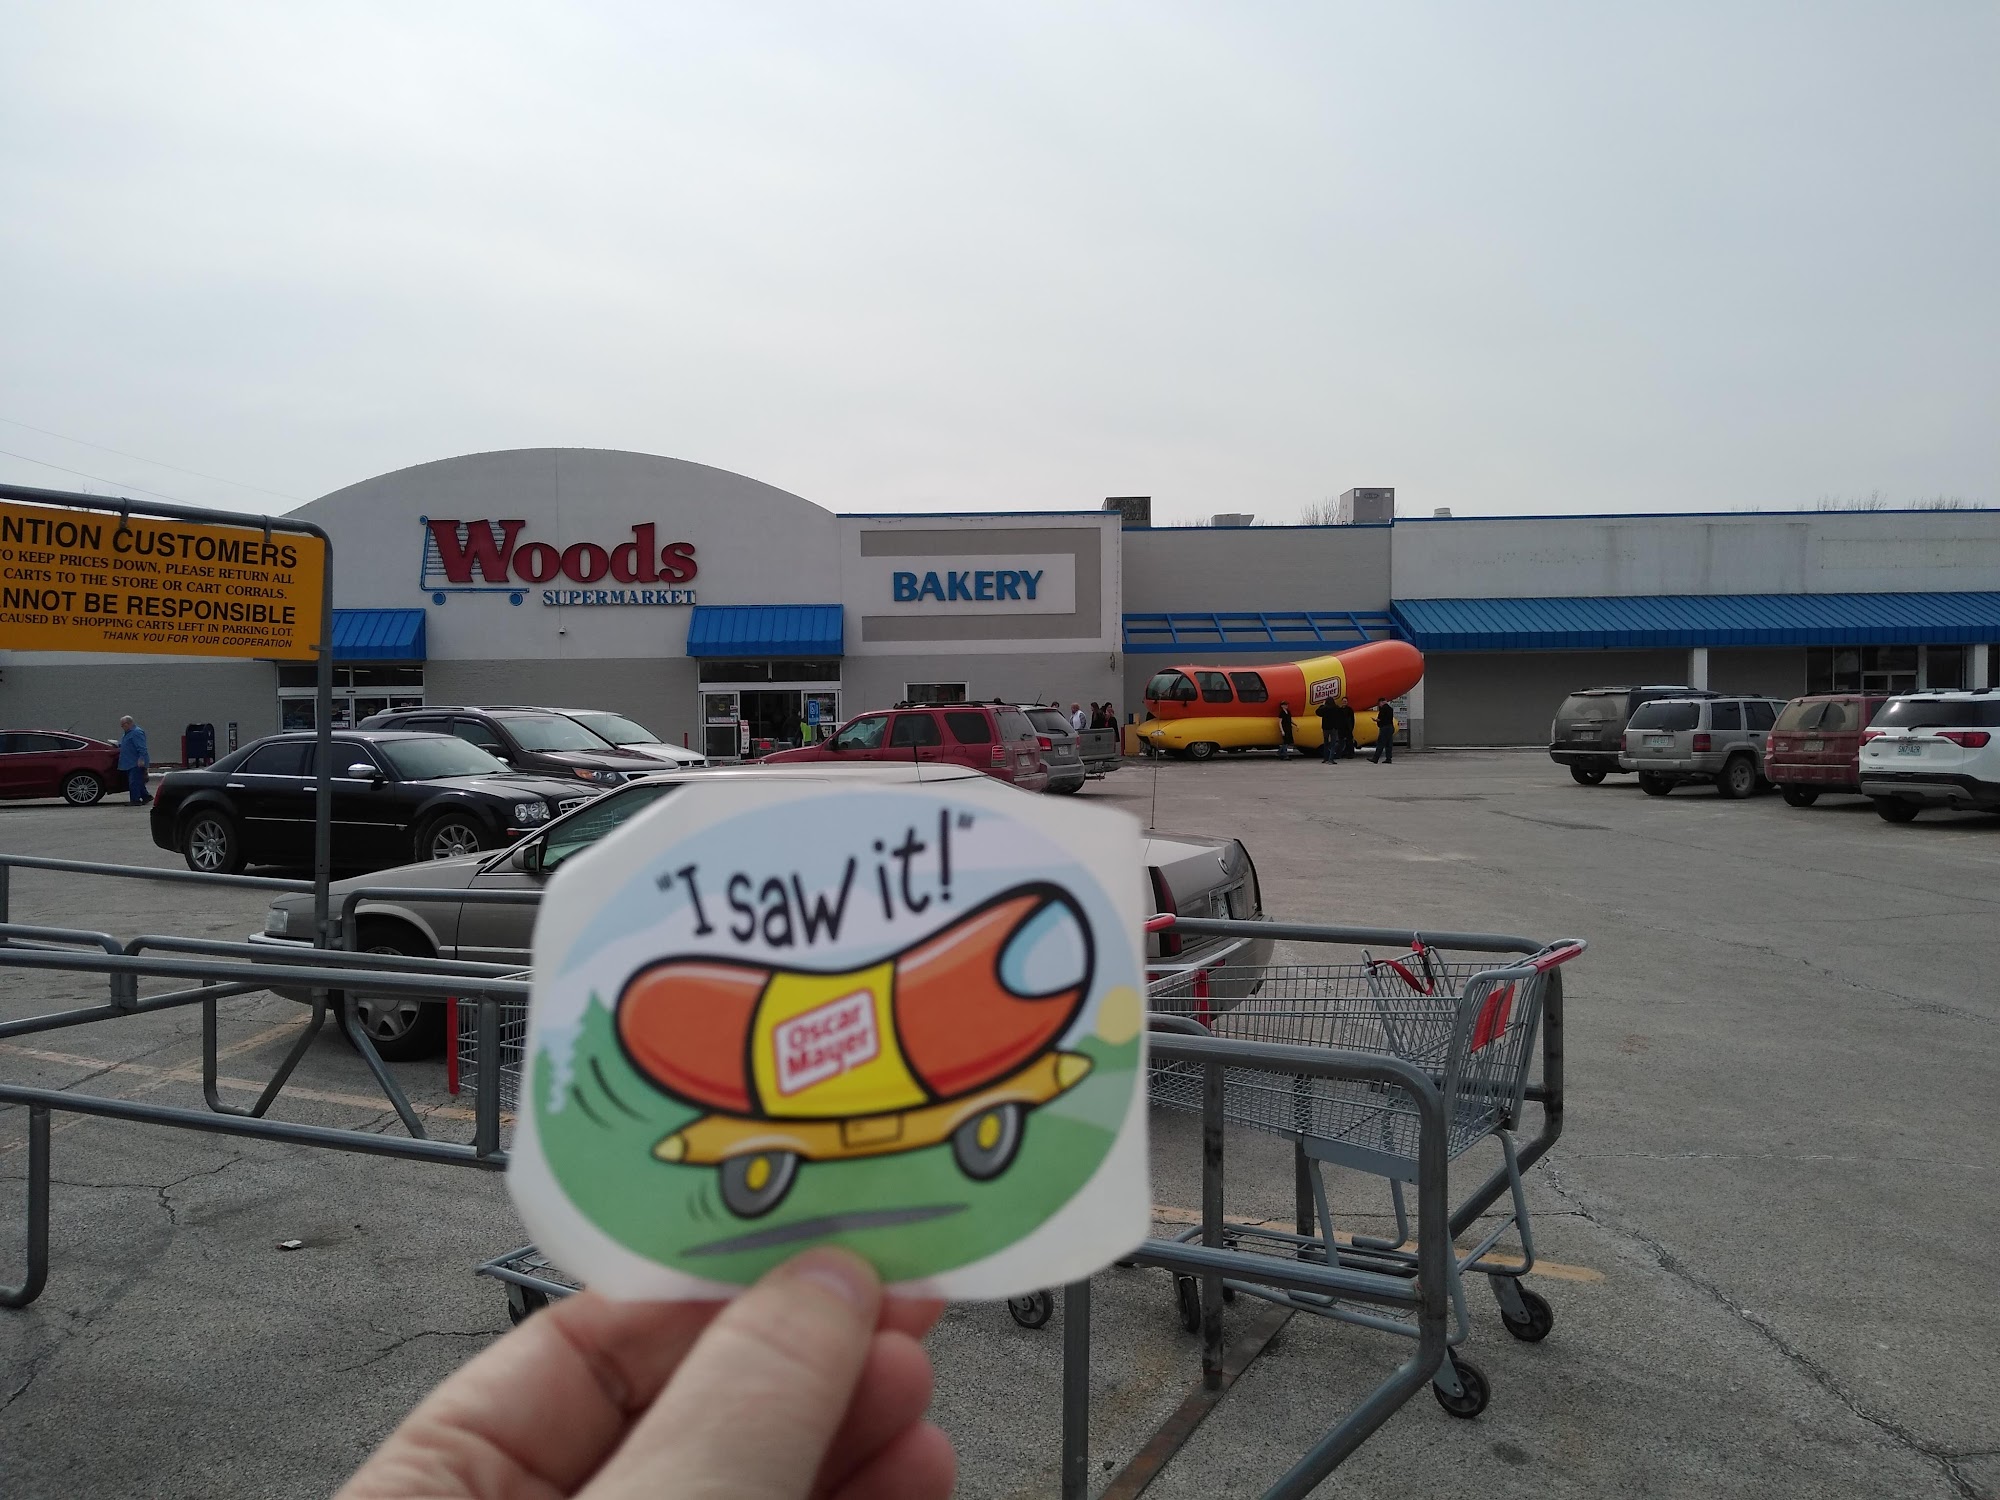 NTION CUSTOMERS
TO KEEP PRICES DOWN, PLEASE RETURN ALL
CARTS TO THE STORE OR CART CORRALS.
NNOT BE RESPONSIBLE
CAUSED BY SHOPPING CARTS LEFT IN PARKING LOT.
THANK YOU FOR YOUR COOPERATION
Woods
SUPERMARKET
BAKERY
Oscar
Mayer
"I saw it!"
Oscar
Mayer